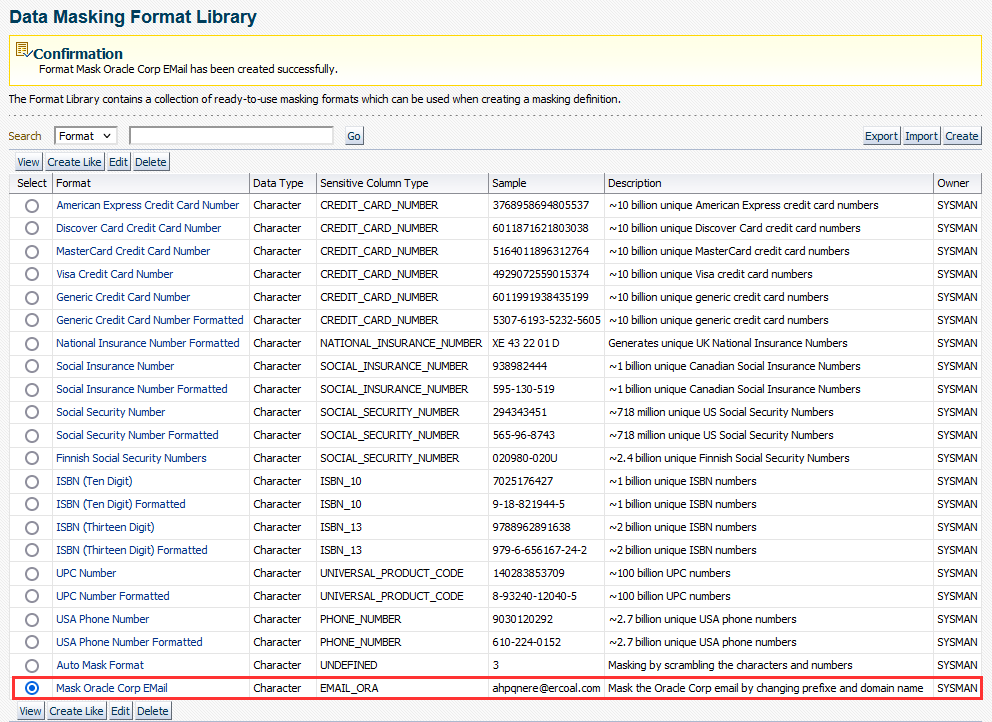 Data Masking Format Library
Confirmation
Format Mask Oracle Corp EMail has been created successfully.
The Format Library contains a collection of ready-to-use masking formats which can be used when creating a masking definition.
Search Format Go Export Import Create
View Create Like Edit Delete
Select Format Data Type Sensitive Column Type Sample Description Owner
American Express Credit Card Number Character CREDIT_CARD_NUMBER 3768958694805537 ~10 billion unique American Express credit card numbers SYSMAN
Discover Card Credit Card Number Character CREDIT_CARD_NUMBER 6011871621803038 ~10 billion unique Discover Card credit card numbers SYSMAN
MasterCard Credit Card Number Character CREDIT_CARD_NUMBER 5164011896312764 ~10 billion unique MasterCard credit card numbers SYSMAN
Visa Credit Card Number Character CREDIT_CARD_NUMBER 4929072559015374 ~10 billion unique Visa credit card numbers SYSMAN
Generic Credit Card Number Character CREDIT_CARD_NUMBER 6011991938435199 ~10 billion unique generic credit card numbers SYSMAN
Generic Credit Card Number Formatted Character CREDIT_CARD_NUMBER 5307-6193-5232-5605 ~10 billion unique generic credit card numbers SYSMAN
National Insurance Number Formatted Character NATIONAL_INSURANCE_NUMBER XE 43 22 01 D Generates unique UK National Insurance Numbers SYSMAN
Social Insurance Number Character SOCIAL_INSURANCE_NUMBER 938982444 ~1 billion unique Canadian Social Insurance Numbers SYSMAN
Social Insurance Number Formatted Character SOCIAL_INSURANCE_NUMBER 595-130-519 ~1 billion unique Canadian Social Insurance Numbers SYSMAN
Social Security Number Character SOCIAL_SECURITY_NUMBER 294343451 ~718 million unique US Social Security Numbers SYSMAN
Social Security Number Formatted Character SOCIAL_SECURITY_NUMBER 565-96-8743 ~718 million unique US Social Security Numbers SYSMAN
Finnish Social Security Numbers Character SOCIAL_SECURITY_NUMBER 020980-020U ~2.4 billion unique Finnish Social Security Numbers SYSMAN
ISBN (Ten Digit) Character ISBN_10 7025176427 ~1 billion unique ISBN numbers SYSMAN
ISBN (Ten Digit) Formatted Character ISBN_10 9-18-821944-5 ~1 billion unique ISBN numbers SYSMAN
ISBN (Thirteen Digit) Character ISBN_13 9788962891638 ~2 billion unique ISBN numbers SYSMAN
ISBN (Thirteen Digit) Formatted Character ISBN_13 979-6-656167-24-2 ~2 billion unique ISBN numbers SYSMAN
UPC Number Character UNIVERSAL_PRODUCT_CODE 140283853709 ~100 billion UPC numbers SYSMAN
UPC Number Formatted Character UNIVERSAL_PRODUCT_CODE 8-93240-12040-5 ~100 billion UPC numbers SYSMAN
USA Phone Number Character PHONE_NUMBER 9030120292 ~2.7 billion unique USA phone numbers SYSMAN
USA Phone Number Formatted Character PHONE_NUMBER 610-224-0152 ~2.7 billion unique USA phone numbers SYSMAN
Auto Mask Format Character UNDEFINED 3 Masking by scrambling the characters and numbers SYSMAN
Mask Oracle Corp EMail Character EMAIL_ORA ahpqnere@ercoal.com Mask the Oracle Corp email by changing prefixe and domain name SYSMAN
View Create Like Edit Delete